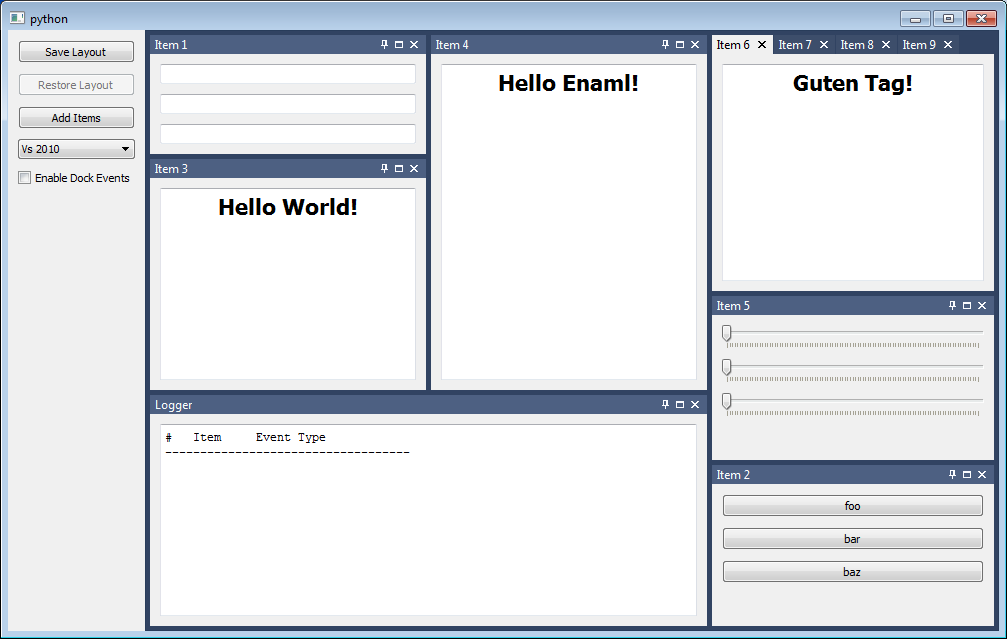 python
Save Layout
Restore Layout
Add Items
Vs 2010
Enable Dock Events
Item 1
Item 3
Hello World!
Item 4
Hello Enaml!
Logger
#   Item     Event Type
-----------------------------------
Item 6 Item 7 Item 8 Item 9
Guten Tag!
Item 5
Item 2
foo
bar
baz